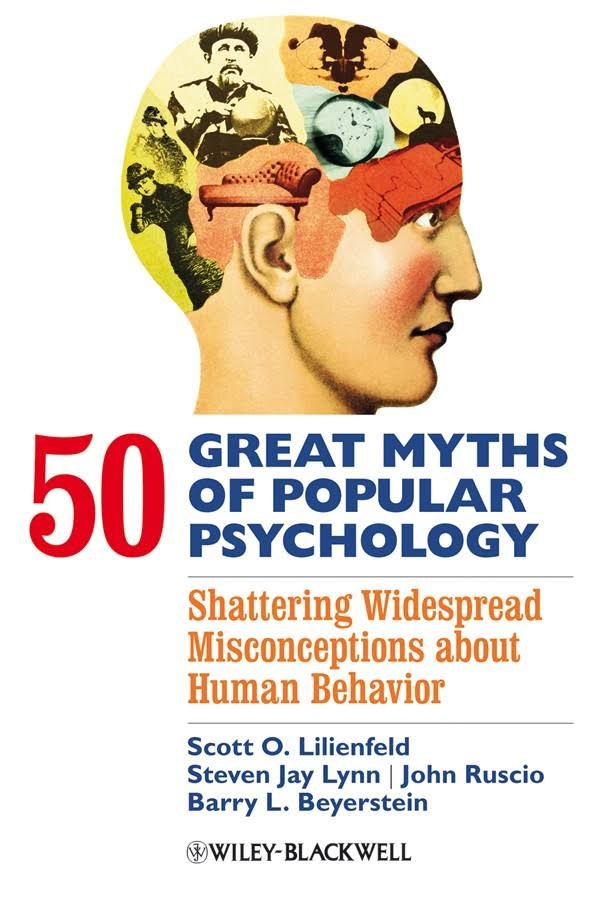 50
GREAT MYTHS
OF POPULAR
PSYCHOLOGY
Shattering Widespread
Misconceptions about
Human Behavior
Scott O. Lilienfeld
Steven Jay Lynn | John Ruscio
Barry L. Beyerstein
WILEY-BLACKWELL